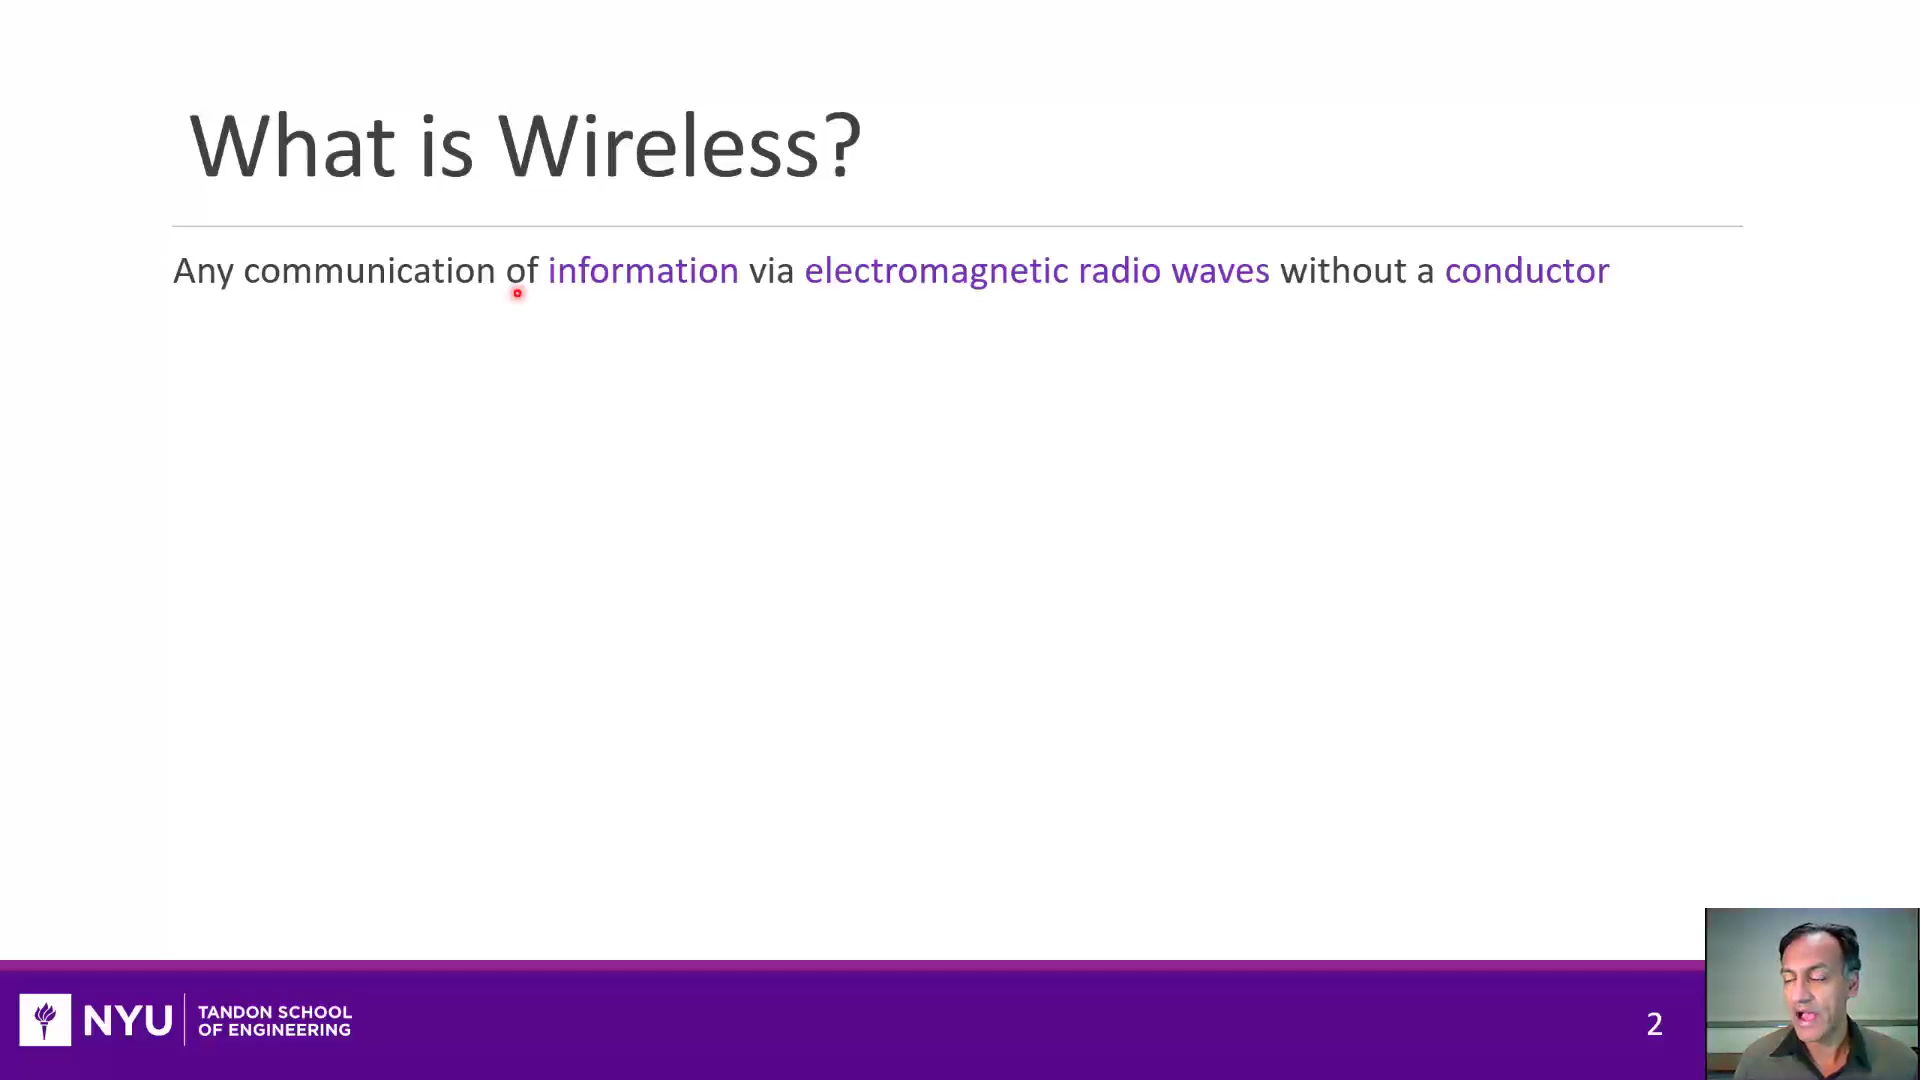 What is Wireless?
Any communication of information via electromagnetic radio waves without a conductor
NYU
TANDON SCHOOL
OF ENGINEERING
2